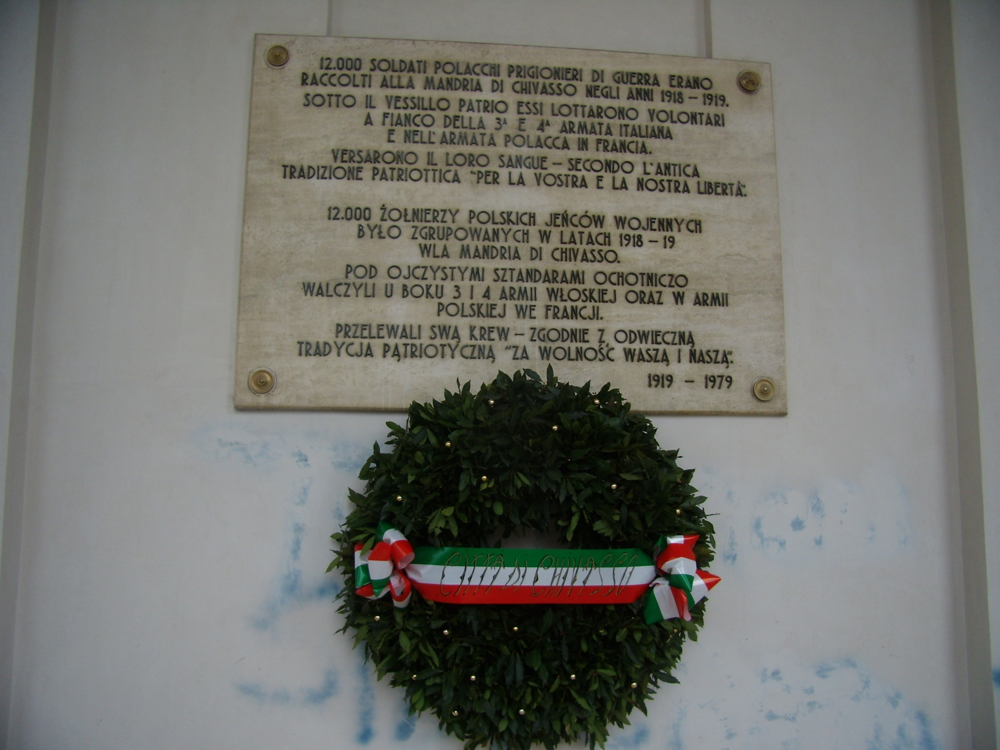 12.000 SOLDATI POLACCHI PRIGIONIERI DI GUERRA ERANO
RACCOLTI ALLA MANDRIA DI CHIVASSO NEGLI ANNI 1918 – 1919.
SOTTO IL VESSILLO PATRIO ESSI LOTTARONO VOLONTARI
A FIANCO DELLA 3ᴬ E 4ᴬ ARMATA ITALIANA
E NELL'ARMATA POLACCA IN FRANCIA.
VERSARONO IL LORO SANGUE – SECONDO L'ANTICA
TRADIZIONE PATRIOTTICA "PER LA VOSTRA E LA NOSTRA LIBERTÀ".
12.000 ŻOŁNIERZY POLSKICH JEŃCÓW WOJENNYCH
BYŁO ZGRUPOWANYCH W LATACH 1918 – 19
WLA MANDRIA DI CHIVASSO.
POD OJCZYSTYMI SZTANDARAMI OCHOTNICZO
WALCZYLI U BOKU 3 I 4 ARMII WŁOSKIEJ ORAZ W ARMII
POLSKIEJ WE FRANCJI.
PRZELEWALI SWĄ KREW – ZGODNIE Z ODWIECZNĄ
TRADYCJA PĄTRIOTYCZNĄ "ZA WOLNOŚĆ WASZĄ I NASZĄ".
1919 – 1979
CITTA DI CHIVASSO